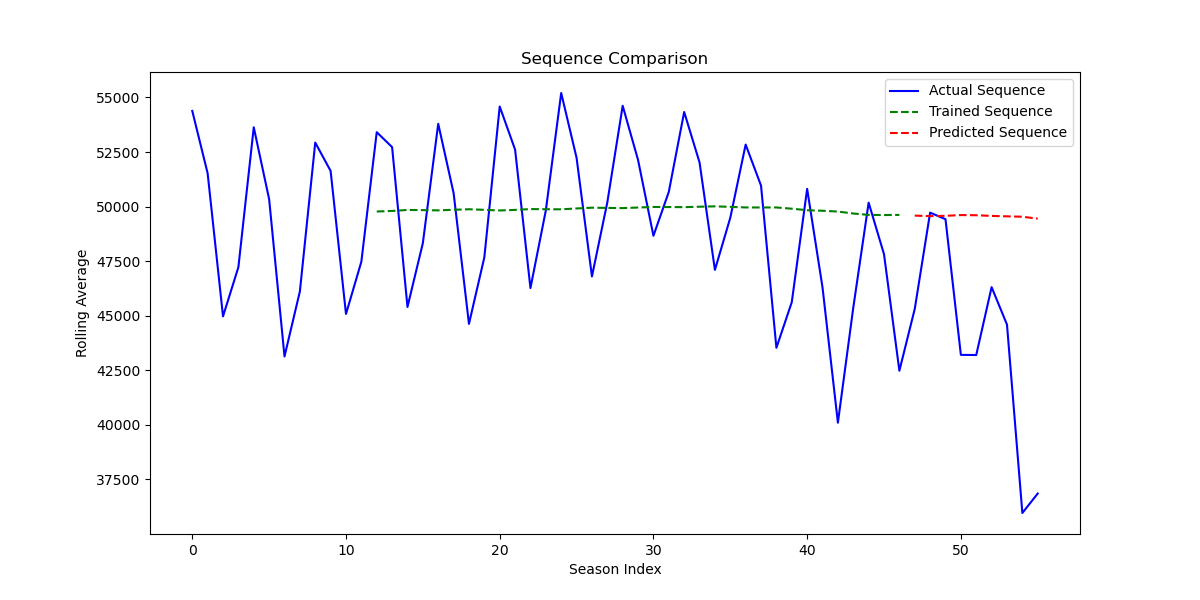 Sequence Comparison
Actual Sequence
Trained Sequence
Predicted Sequence
Rolling Average
55000
52500
50000
47500
45000
42500
40000
37500
0 10 20 30 40 50
Season Index